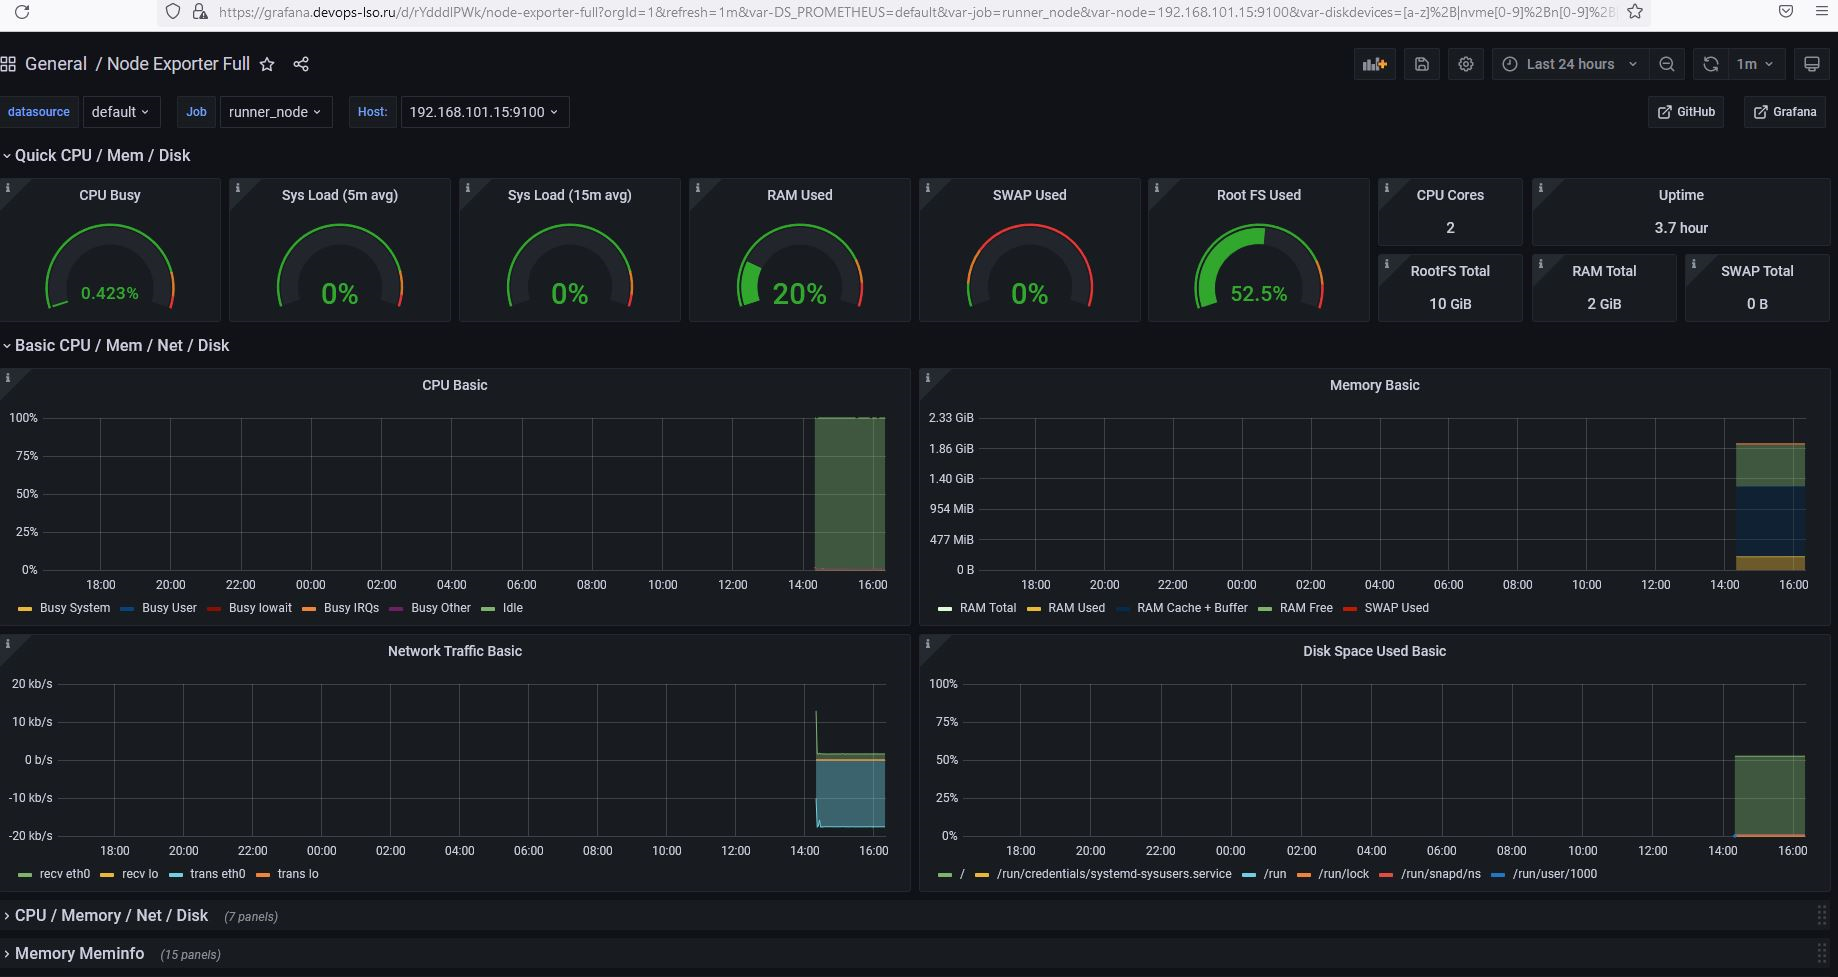 https://grafana.devops-lso.ru/d/rYdddlPWk/node-exporter-full?orgId=1&refresh=1m&var-DS_PROMETHEUS=default&var-job=runner_node&var-node=192.168.101.15:9100&var-diskdevices=[a-z]%2B|nvme[0-9]%2Bn[0-9]%2B|
General / Node Exporter Full
Last 24 hours 1m
datasource default Job runner_node Host: 192.168.101.15:9100 GitHub Grafana
Quick CPU / Mem / Disk
CPU Busy
0.423%
Sys Load (5m avg)
0%
Sys Load (15m avg)
0%
RAM Used
20%
SWAP Used
0%
Root FS Used
52.5%
CPU Cores
2
Uptime
3.7 hour
RootFS Total
10 GiB
RAM Total
2 GiB
SWAP Total
0 B
Basic CPU / Mem / Net / Disk
CPU Basic
100%
75%
50%
25%
0%
18:00 20:00 22:00 00:00 02:00 04:00 06:00 08:00 10:00 12:00 14:00 16:00
Busy System Busy User Busy Iowait Busy IRQs Busy Other Idle
Memory Basic
2.33 GiB
1.86 GiB
1.40 GiB
954 MiB
477 MiB
0 B
18:00 20:00 22:00 00:00 02:00 04:00 06:00 08:00 10:00 12:00 14:00 16:00
RAM Total RAM Used RAM Cache + Buffer RAM Free SWAP Used
Network Traffic Basic
20 kb/s
10 kb/s
0 b/s
-10 kb/s
-20 kb/s
18:00 20:00 22:00 00:00 02:00 04:00 06:00 08:00 10:00 12:00 14:00 16:00
recv eth0 recv lo trans eth0 trans lo
Disk Space Used Basic
100%
75%
50%
25%
0%
18:00 20:00 22:00 00:00 02:00 04:00 06:00 08:00 10:00 12:00 14:00 16:00
/ /run/credentials/systemd-sysusers.service /run /run/lock /run/snapd/ns /run/user/1000
CPU / Memory / Net / Disk (7 panels)
Memory Meminfo (15 panels)